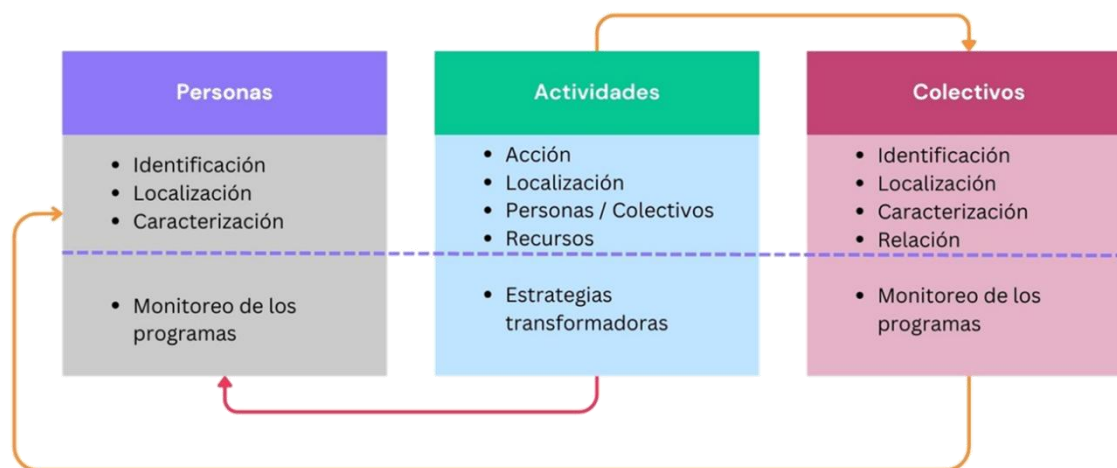 Personas
• Identificación
• Localización
• Caracterización
• Monitoreo de los
programas
Actividades
• Acción
• Localización
• Personas / Colectivos
• Recursos
• Estrategias
transformadoras
Colectivos
• Identificación
• Localización
• Caracterización
• Relación
• Monitoreo de los
programas